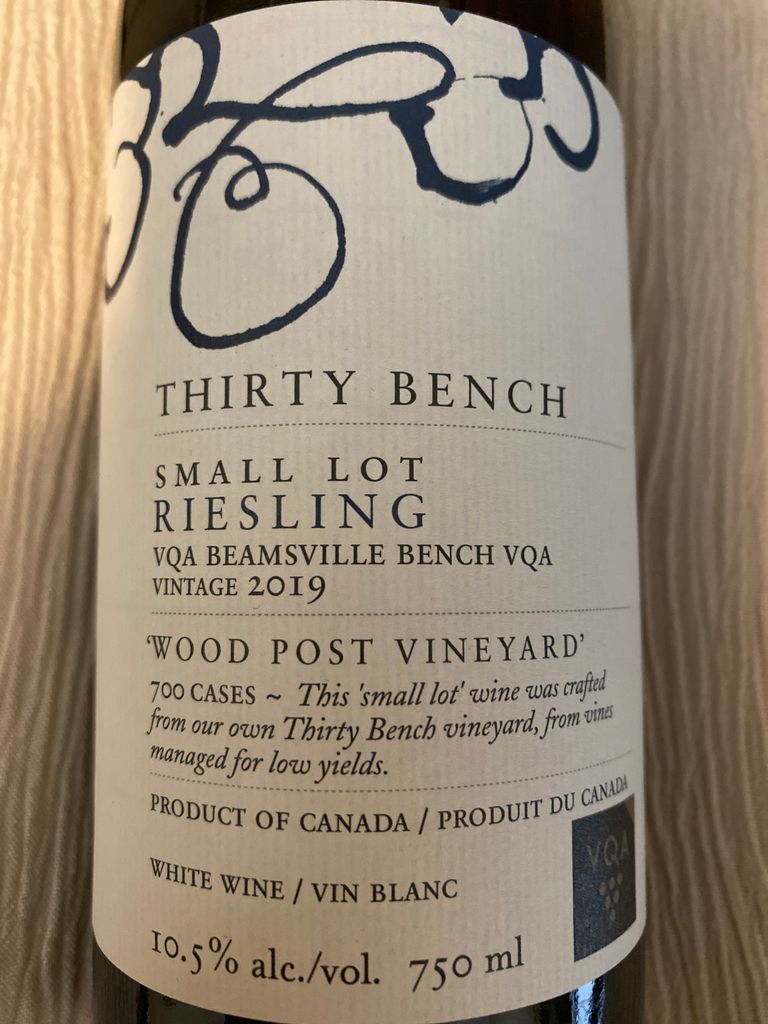 THIRTY BENCH
SMALL LOT
RIESLING
VQA BEAMSVILLE BENCH VQA
VINTAGE 2019
'WOOD POST VINEYARD'
700 CASES ~ This 'small lot' wine was crafted
from our own Thirty Bench vineyard, from vines
managed for low yields.
PRODUCT OF CANADA / PRODUIT DU CANADA
VQA
WHITE WINE / VIN BLANC
10.5% alc./vol. 750 ml